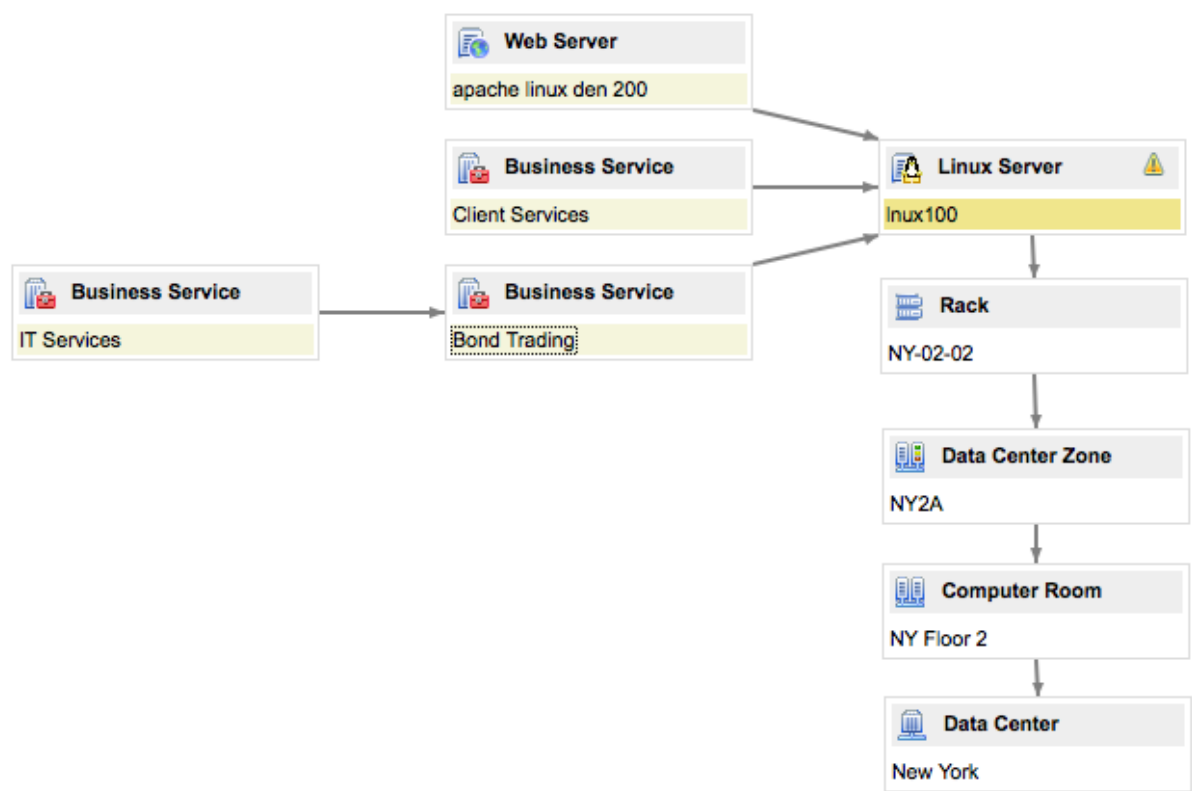 Web Server
apache linux den 200
Business Service
Client Services
Linux Server
lnux100
Business Service
IT Services
Business Service
Bond Trading
Rack
NY-02-02
Data Center Zone
NY2A
Computer Room
NY Floor 2
Data Center
New York